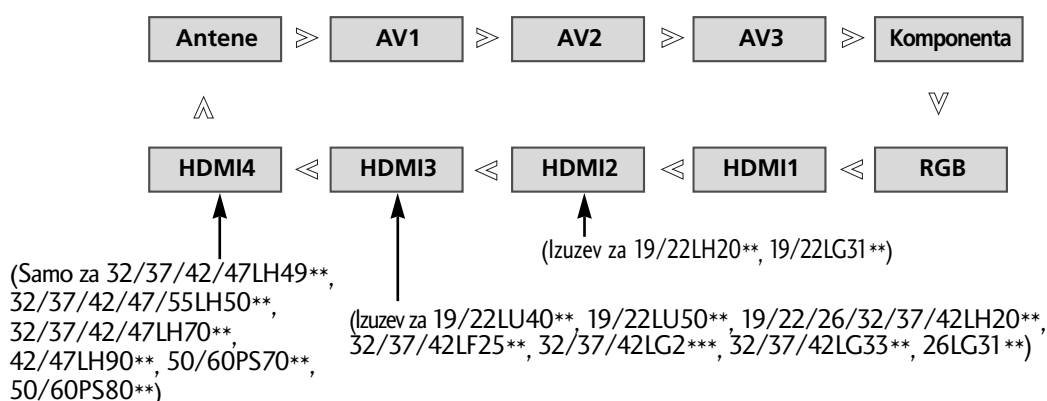 Antene AV1 AV2 AV3 Komponenta
HDMI4 HDMI3 HDMI2 HDMI1 RGB
(Izuzev za 19/22LH20**, 19/22LG31**)
(Samo za 32/37/42/47LH49**,
32/37/42/47/55LH50**,
32/37/42/47LH70**,
42/47LH90**, 50/60PS70**,
50/60PS80**)
(Izuzev za 19/22LU40**, 19/22LU50**, 19/22/26/32/37/42LH20**,
32/37/42LF25**, 32/37/42LG2***, 32/37/42LG33**, 26LG31**)